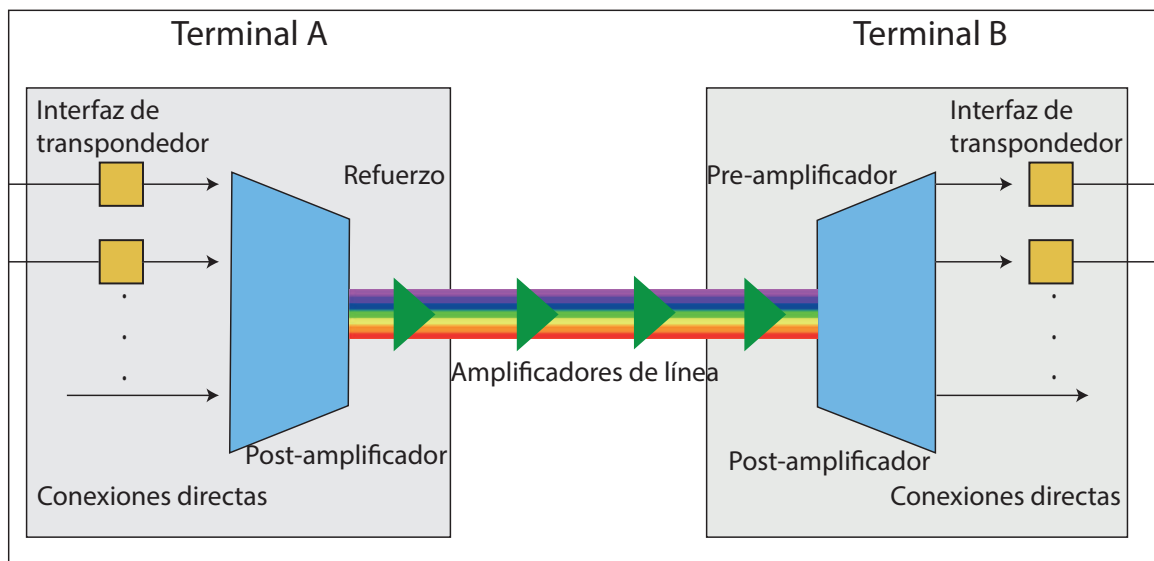 Terminal A
Terminal B
Interfaz de
transpondedor
Refuerzo
Post-amplificador
Conexiones directas
Amplificadores de línea
Interfaz de
transpondedor
Pre-amplificador
Post-amplificador
Conexiones directas